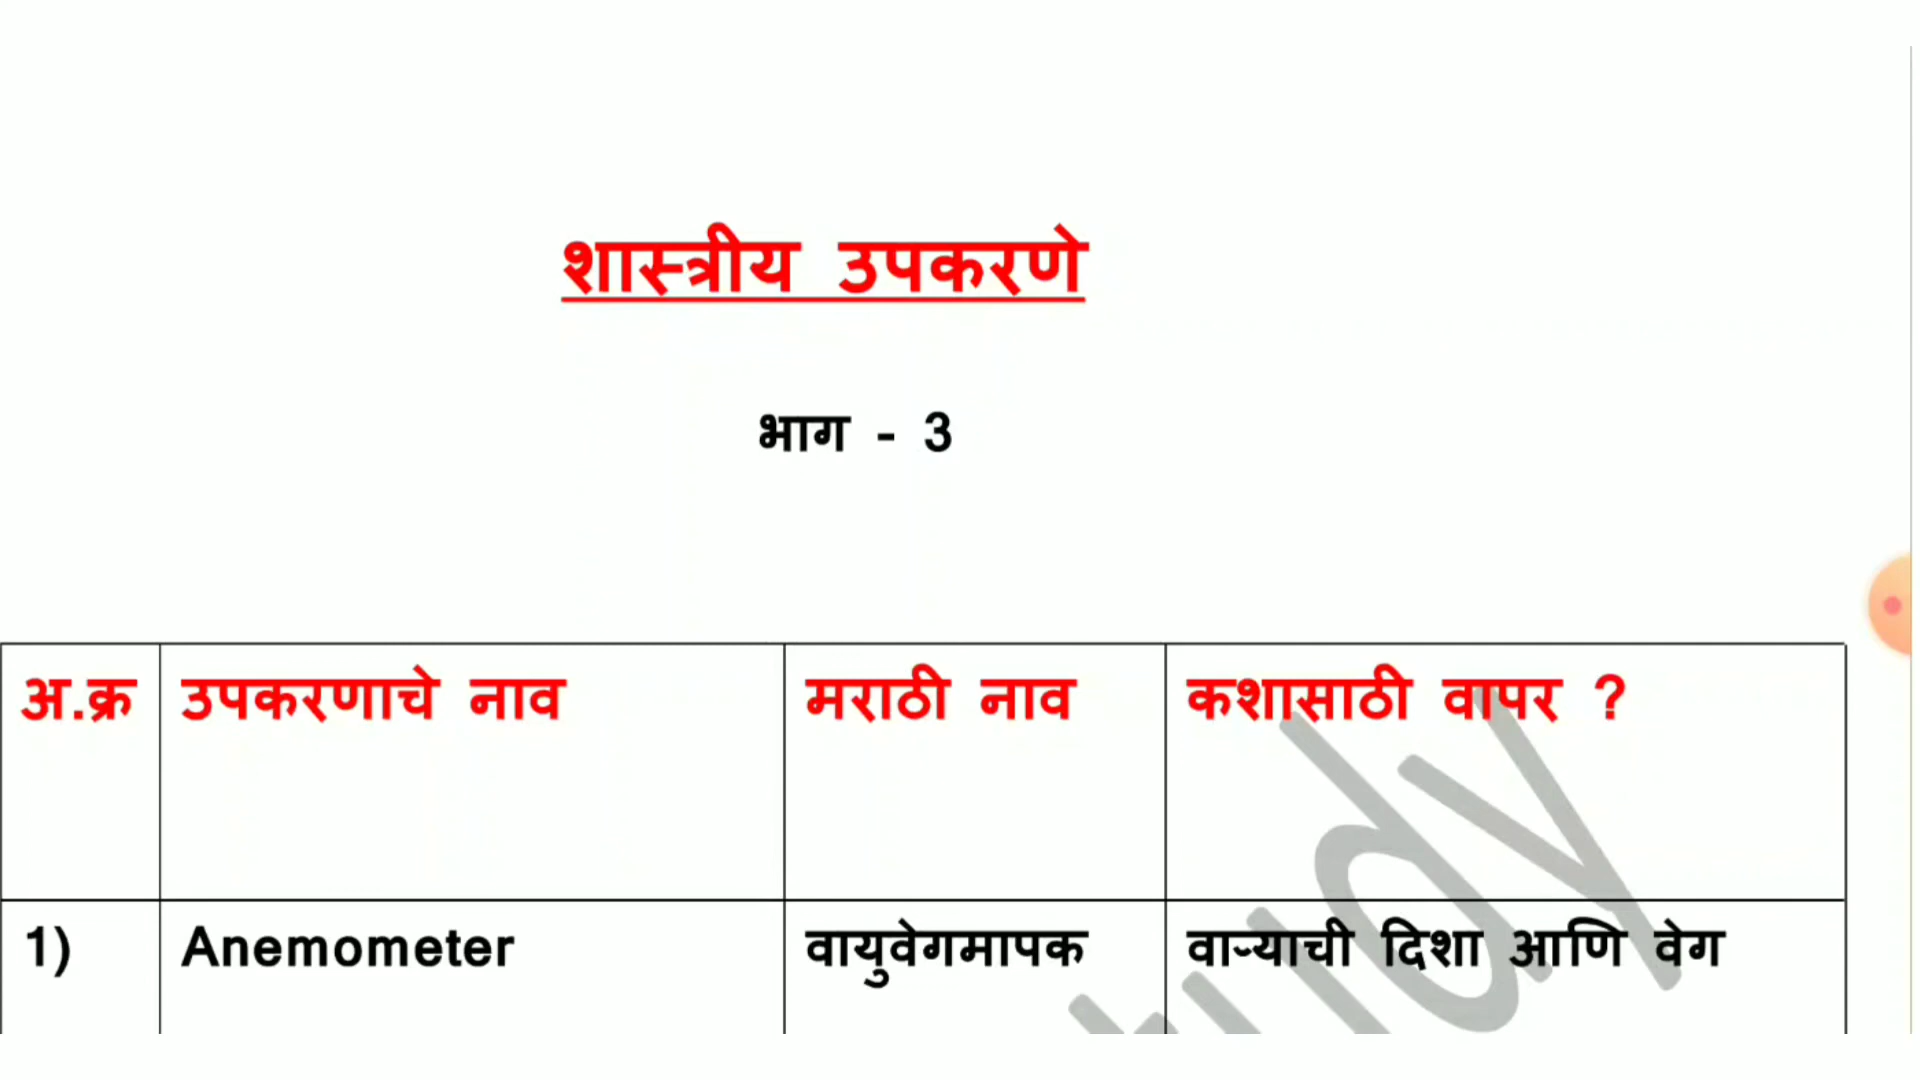 शास्त्रीय उपकरणे
भाग - 3
अ.क्र उपकरणाचे नाव मराठी नाव कशासाठी वापर ?
1) Anemometer वायुवेगमापक वाऱ्याची दिशा आणि वेग